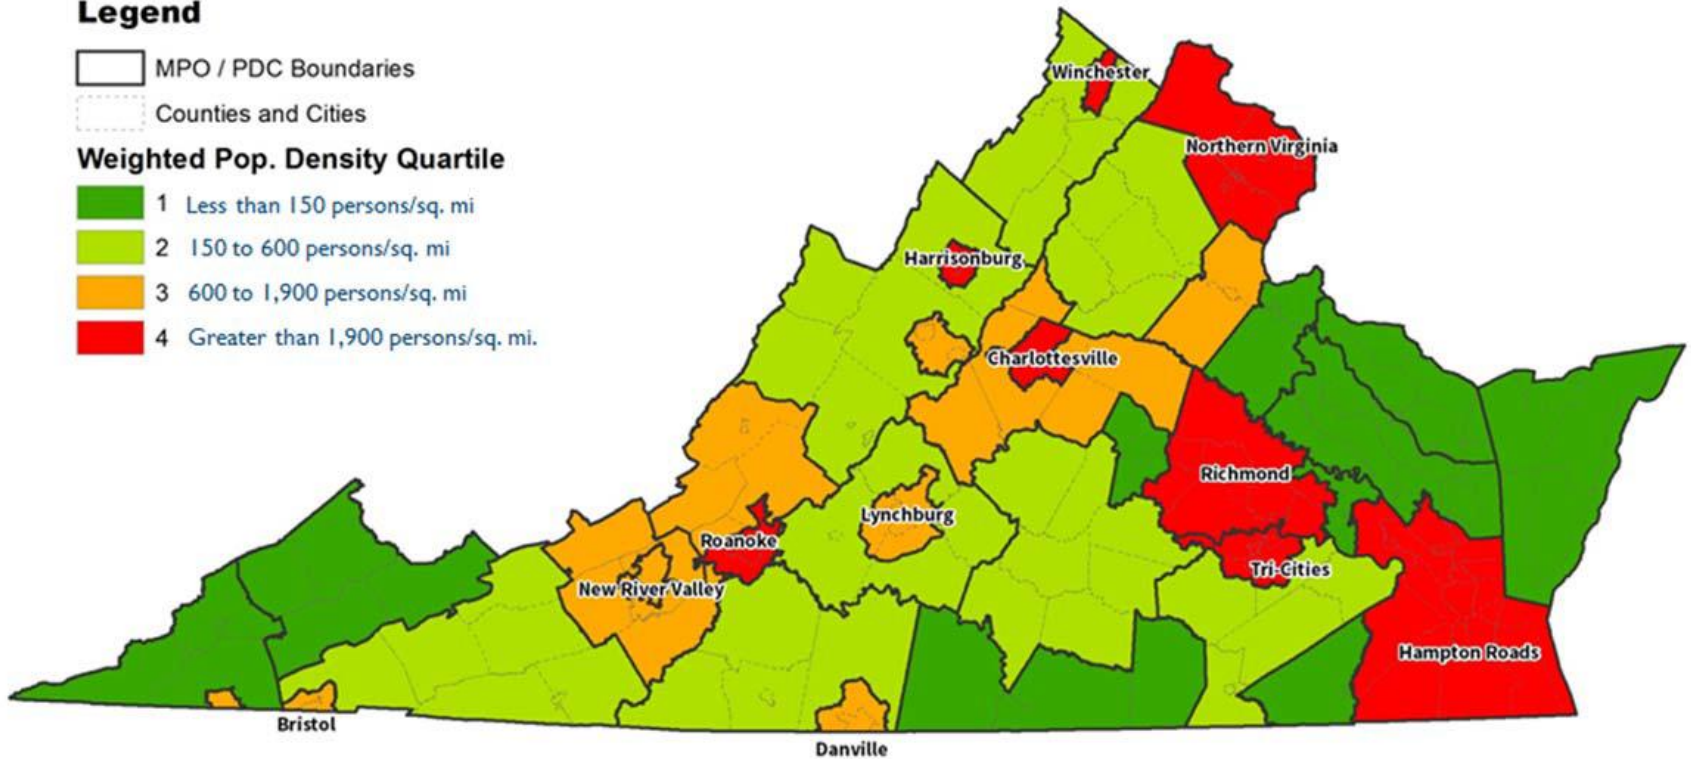 Legend
MPO / PDC Boundaries
Counties and Cities
Weighted Pop. Density Quartile
1 Less than 150 persons/sq. mi
2 150 to 600 persons/sq. mi
3 600 to 1,900 persons/sq. mi
4 Greater than 1,900 persons/sq. mi.
Winchester
Northern Virginia
Harrisonburg
Charlottesville
Richmond
Lynchburg
Roanoke
Tri-Cities
New River Valley
Hampton Roads
Bristol
Danville